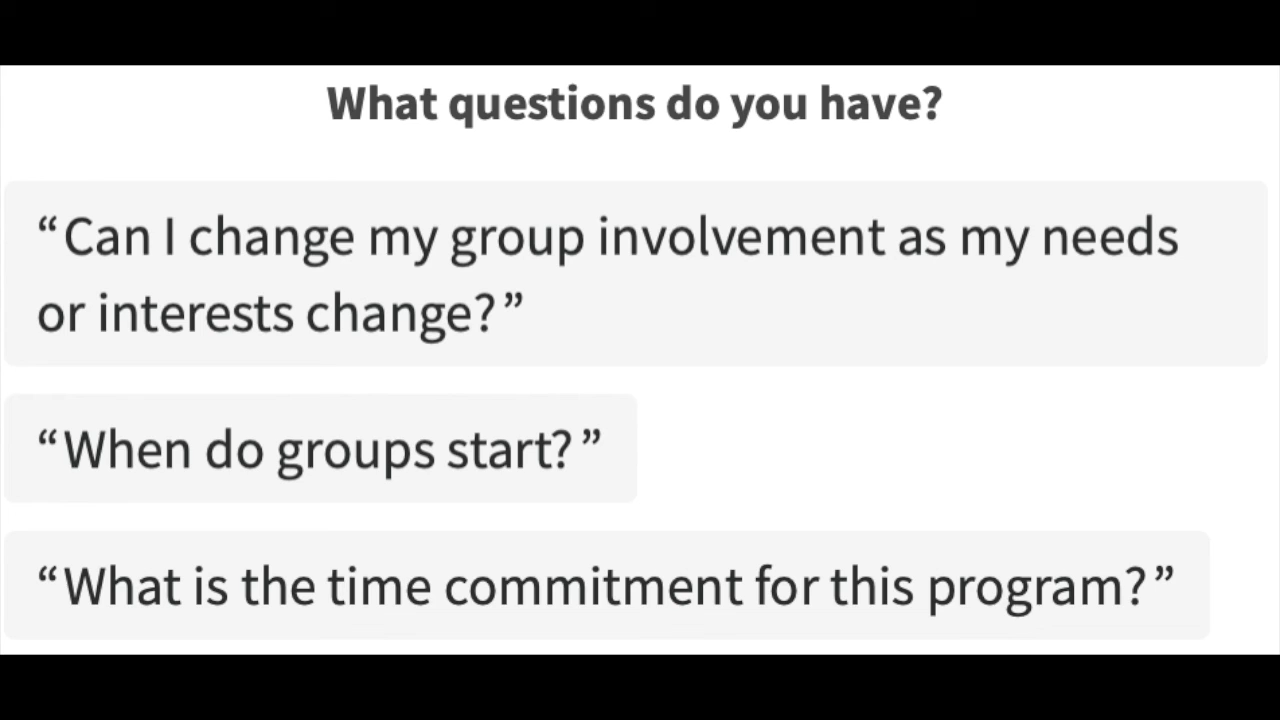 What questions do you have?
“Can I change my group involvement as my needs
or interests change?”
“When do groups start?”
“What is the time commitment for this program?”